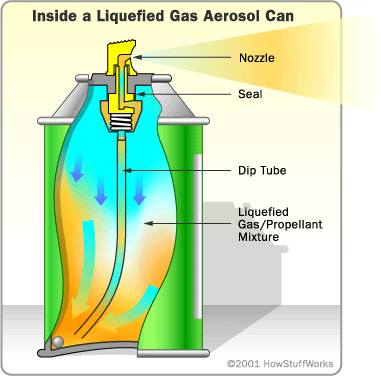 Inside a Liquefied Gas Aerosol Can
Nozzle
Seal
Dip Tube
Liquefied
Gas/Propellant
Mixture
©2001 HowStuffWorks